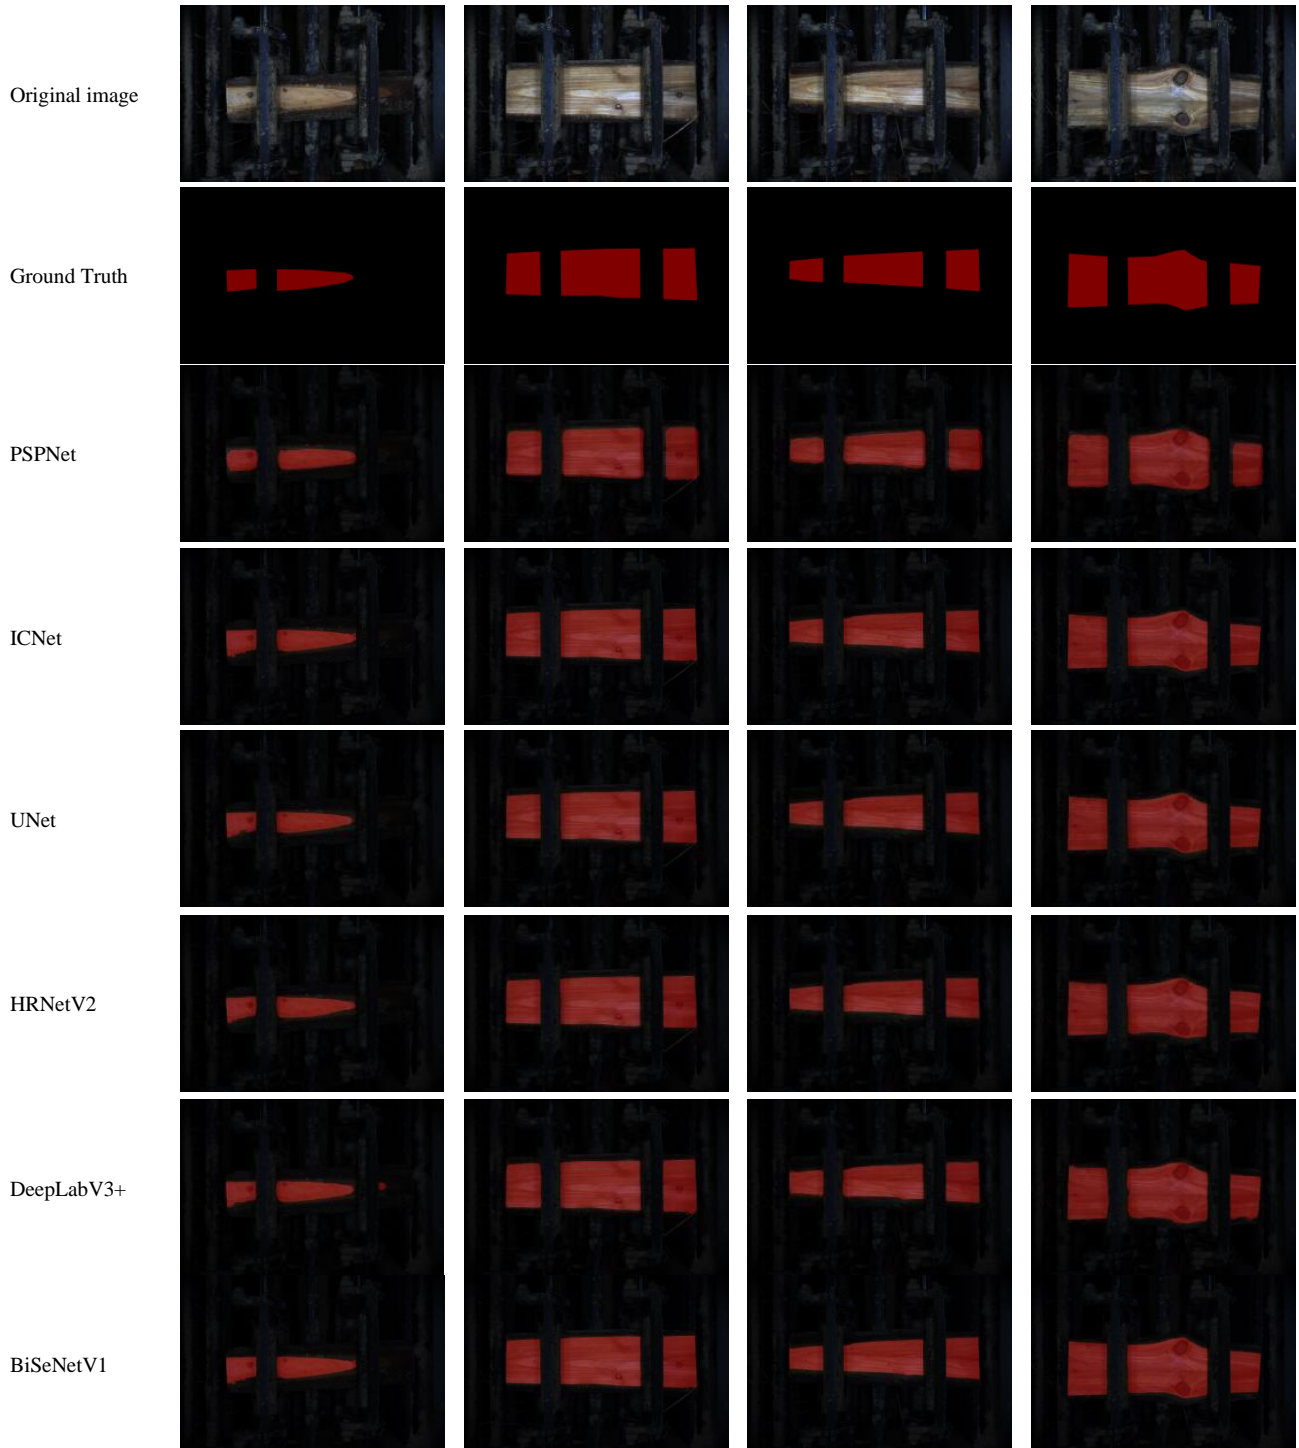 Original image
Ground Truth
PSPNet
ICNet
UNet
HRNetV2
DeepLabV3+
BiSeNetV1